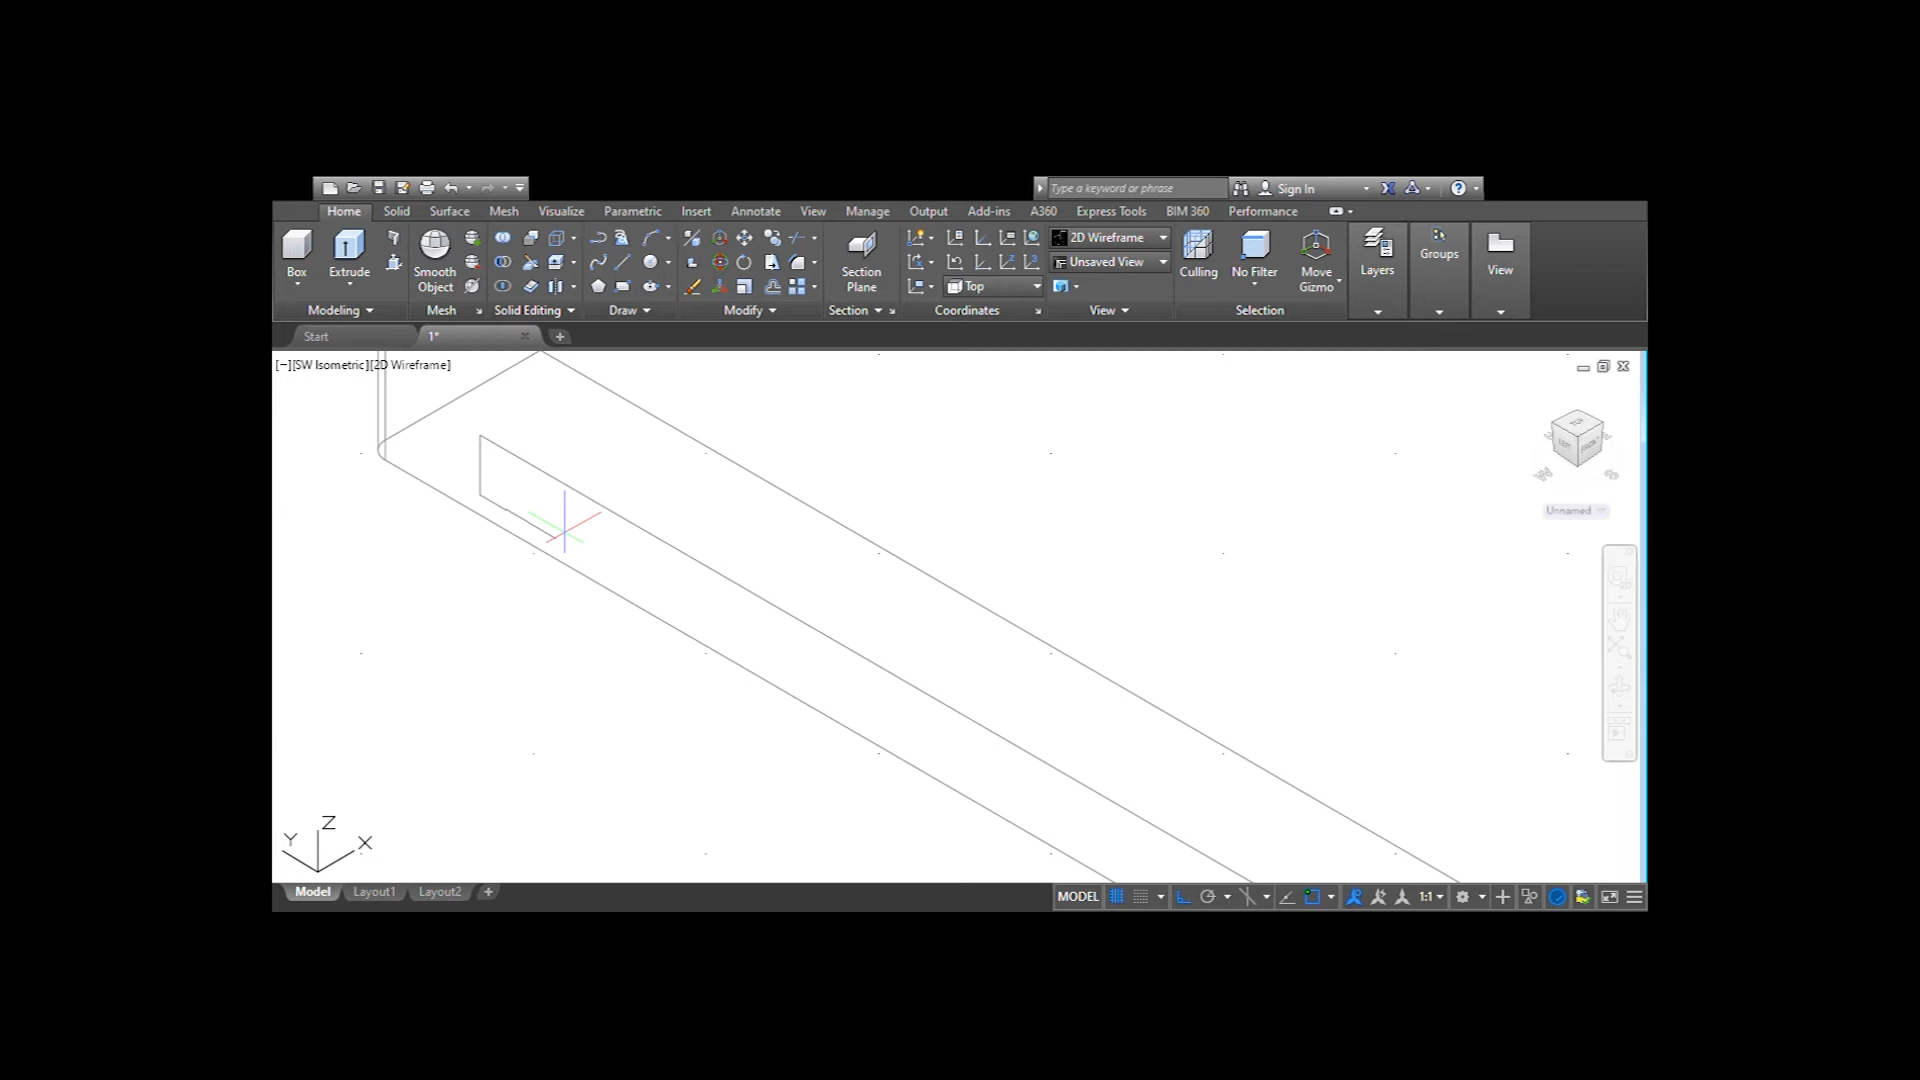 Type a keyword or phrase
Sign In
Home Solid Surface Mesh Visualize Parametric Insert Annotate View Manage Output Add-ins A360 Express Tools BIM 360 Performance
Box
Extrude
Smooth Object
Section Plane
2D Wireframe
Unsaved View
Top
Culling
No Filter
Move Gizmo
Layers
Groups
View
Modeling Mesh Solid Editing Draw Modify Section Coordinates View Selection
Start 1*
[−][SW Isometric][2D Wireframe]
TOP
LEFT FRONT
W S
Unnamed
Z
Y X
Model Layout1 Layout2 +
MODEL 1:1